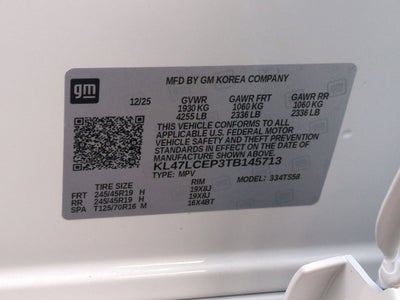 gm
MFD BY GM KOREA COMPANY
12/25 GVWR GAWR FRT GAWR RR
1930 KG 1060 KG 1060 KG
4255 LB 2336 LB 2336 LB
THIS VEHICLE CONFORMS TO ALL
APPLICABLE U.S. FEDERAL MOTOR
VEHICLE SAFETY AND THEFT PREVENTION
STANDARDS IN EFFECT ON THE DATE OF
MANUFACTURE SHOWN ABOVE.
KL47LCEP3TB145713
TYPE: MPV MODEL: 334TS58
TIRE SIZE RIM
FRT 245/45R19 H 19X8J
RR 245/45R19 H 19X8J
SPA T125/70R16 M 16X4BT